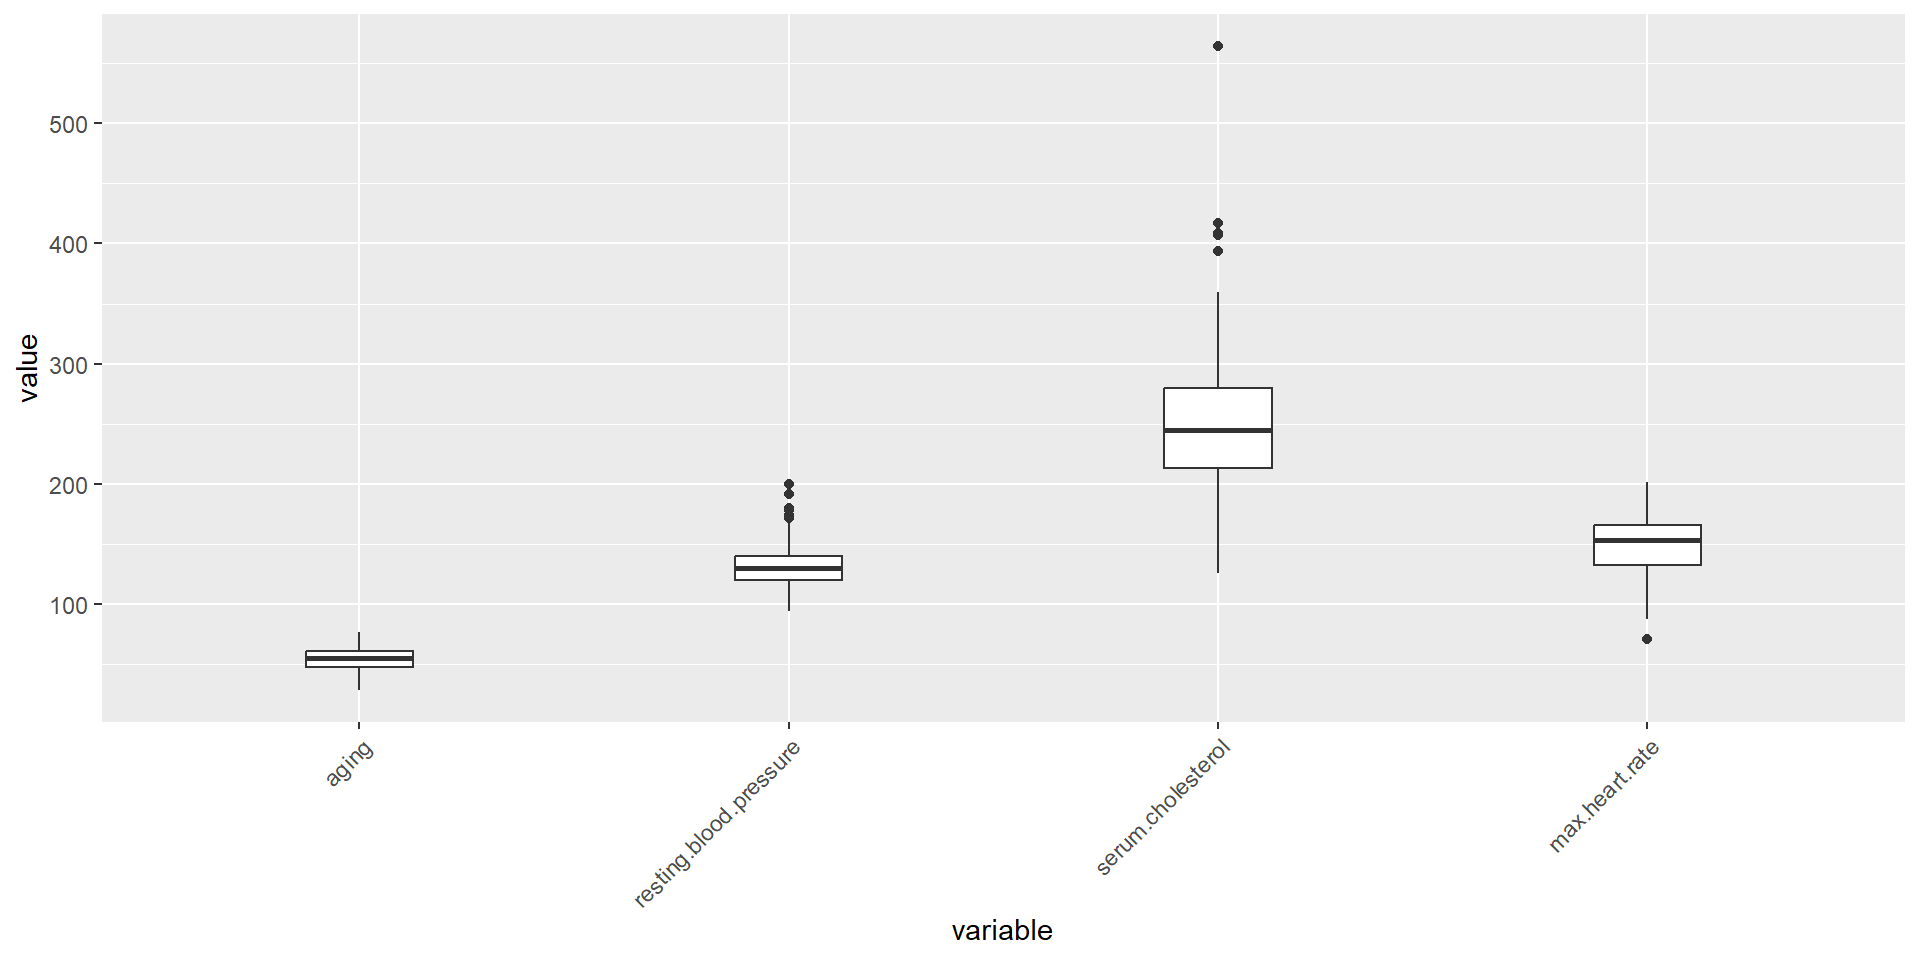 value
500
400
300
200
100
aging
resting.blood.pressure
serum.cholesterol
max.heart.rate
variable